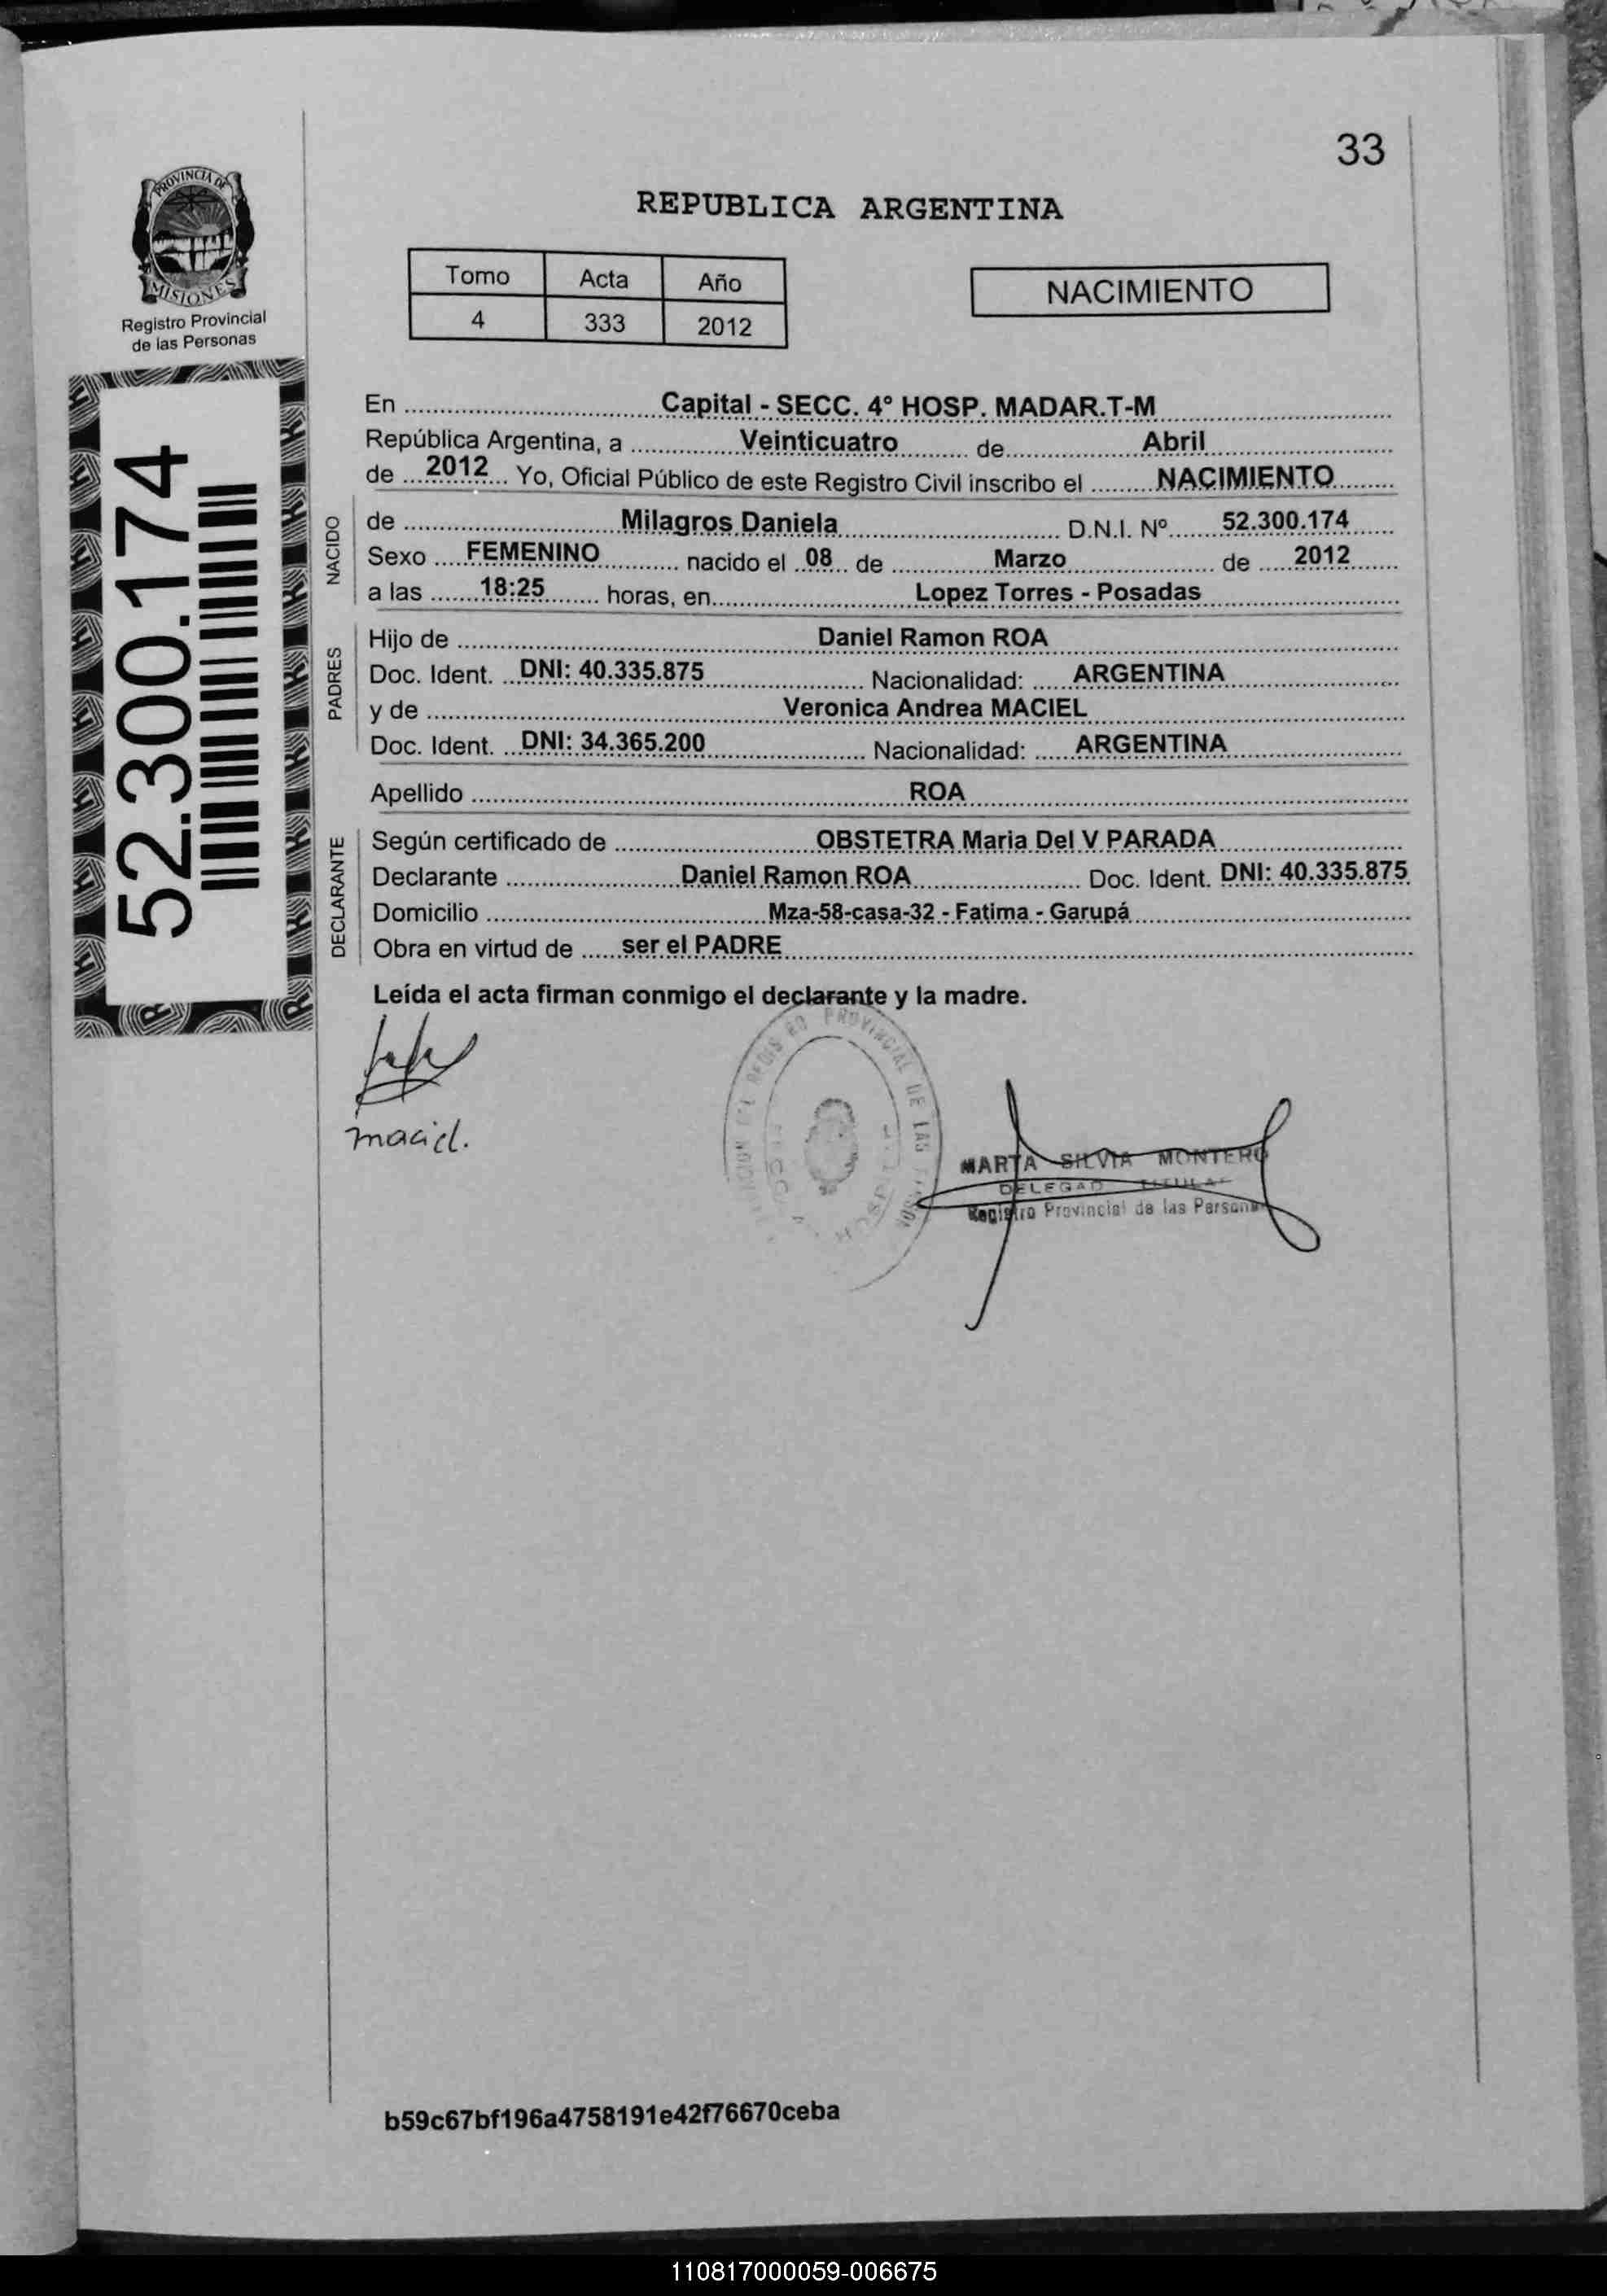 33
PROVINCIA DE
MISIONES
Registro Provincial
de las Personas
REPUBLICA ARGENTINA
Tomo Acta Año
4 333 2012
NACIMIENTO
52.300.174
En Capital - SECC. 4° HOSP. MADAR.T-M
República Argentina, a Veinticuatro de Abril
de 2012 Yo, Oficial Público de este Registro Civil inscribo el NACIMIENTO
NACIDO
de Milagros Daniela D.N.I. Nº 52.300.174
Sexo FEMENINO nacido el 08 de Marzo de 2012
a las 18:25 horas, en Lopez Torres - Posadas
PADRES
Hijo de Daniel Ramon ROA
Doc. Ident. DNI: 40.335.875 Nacionalidad: ARGENTINA
y de Veronica Andrea MACIEL
Doc. Ident. DNI: 34.365.200 Nacionalidad: ARGENTINA
Apellido ROA
DECLARANTE
Según certificado de OBSTETRA Maria Del V PARADA
Declarante Daniel Ramon ROA Doc. Ident. DNI: 40.335.875
Domicilio Mza-58-casa-32 - Fatima - Garupá
Obra en virtud de ser el PADRE
Leída el acta firman conmigo el declarante y la madre.
maciel.
PROVINCIAL DE LAS
MARTA SILVIA MONTERO
DELEGADO TITULAR
Registro Provincial de las Personas
b59c67bf196a4758191e42f76670ceba
110817000059-006675